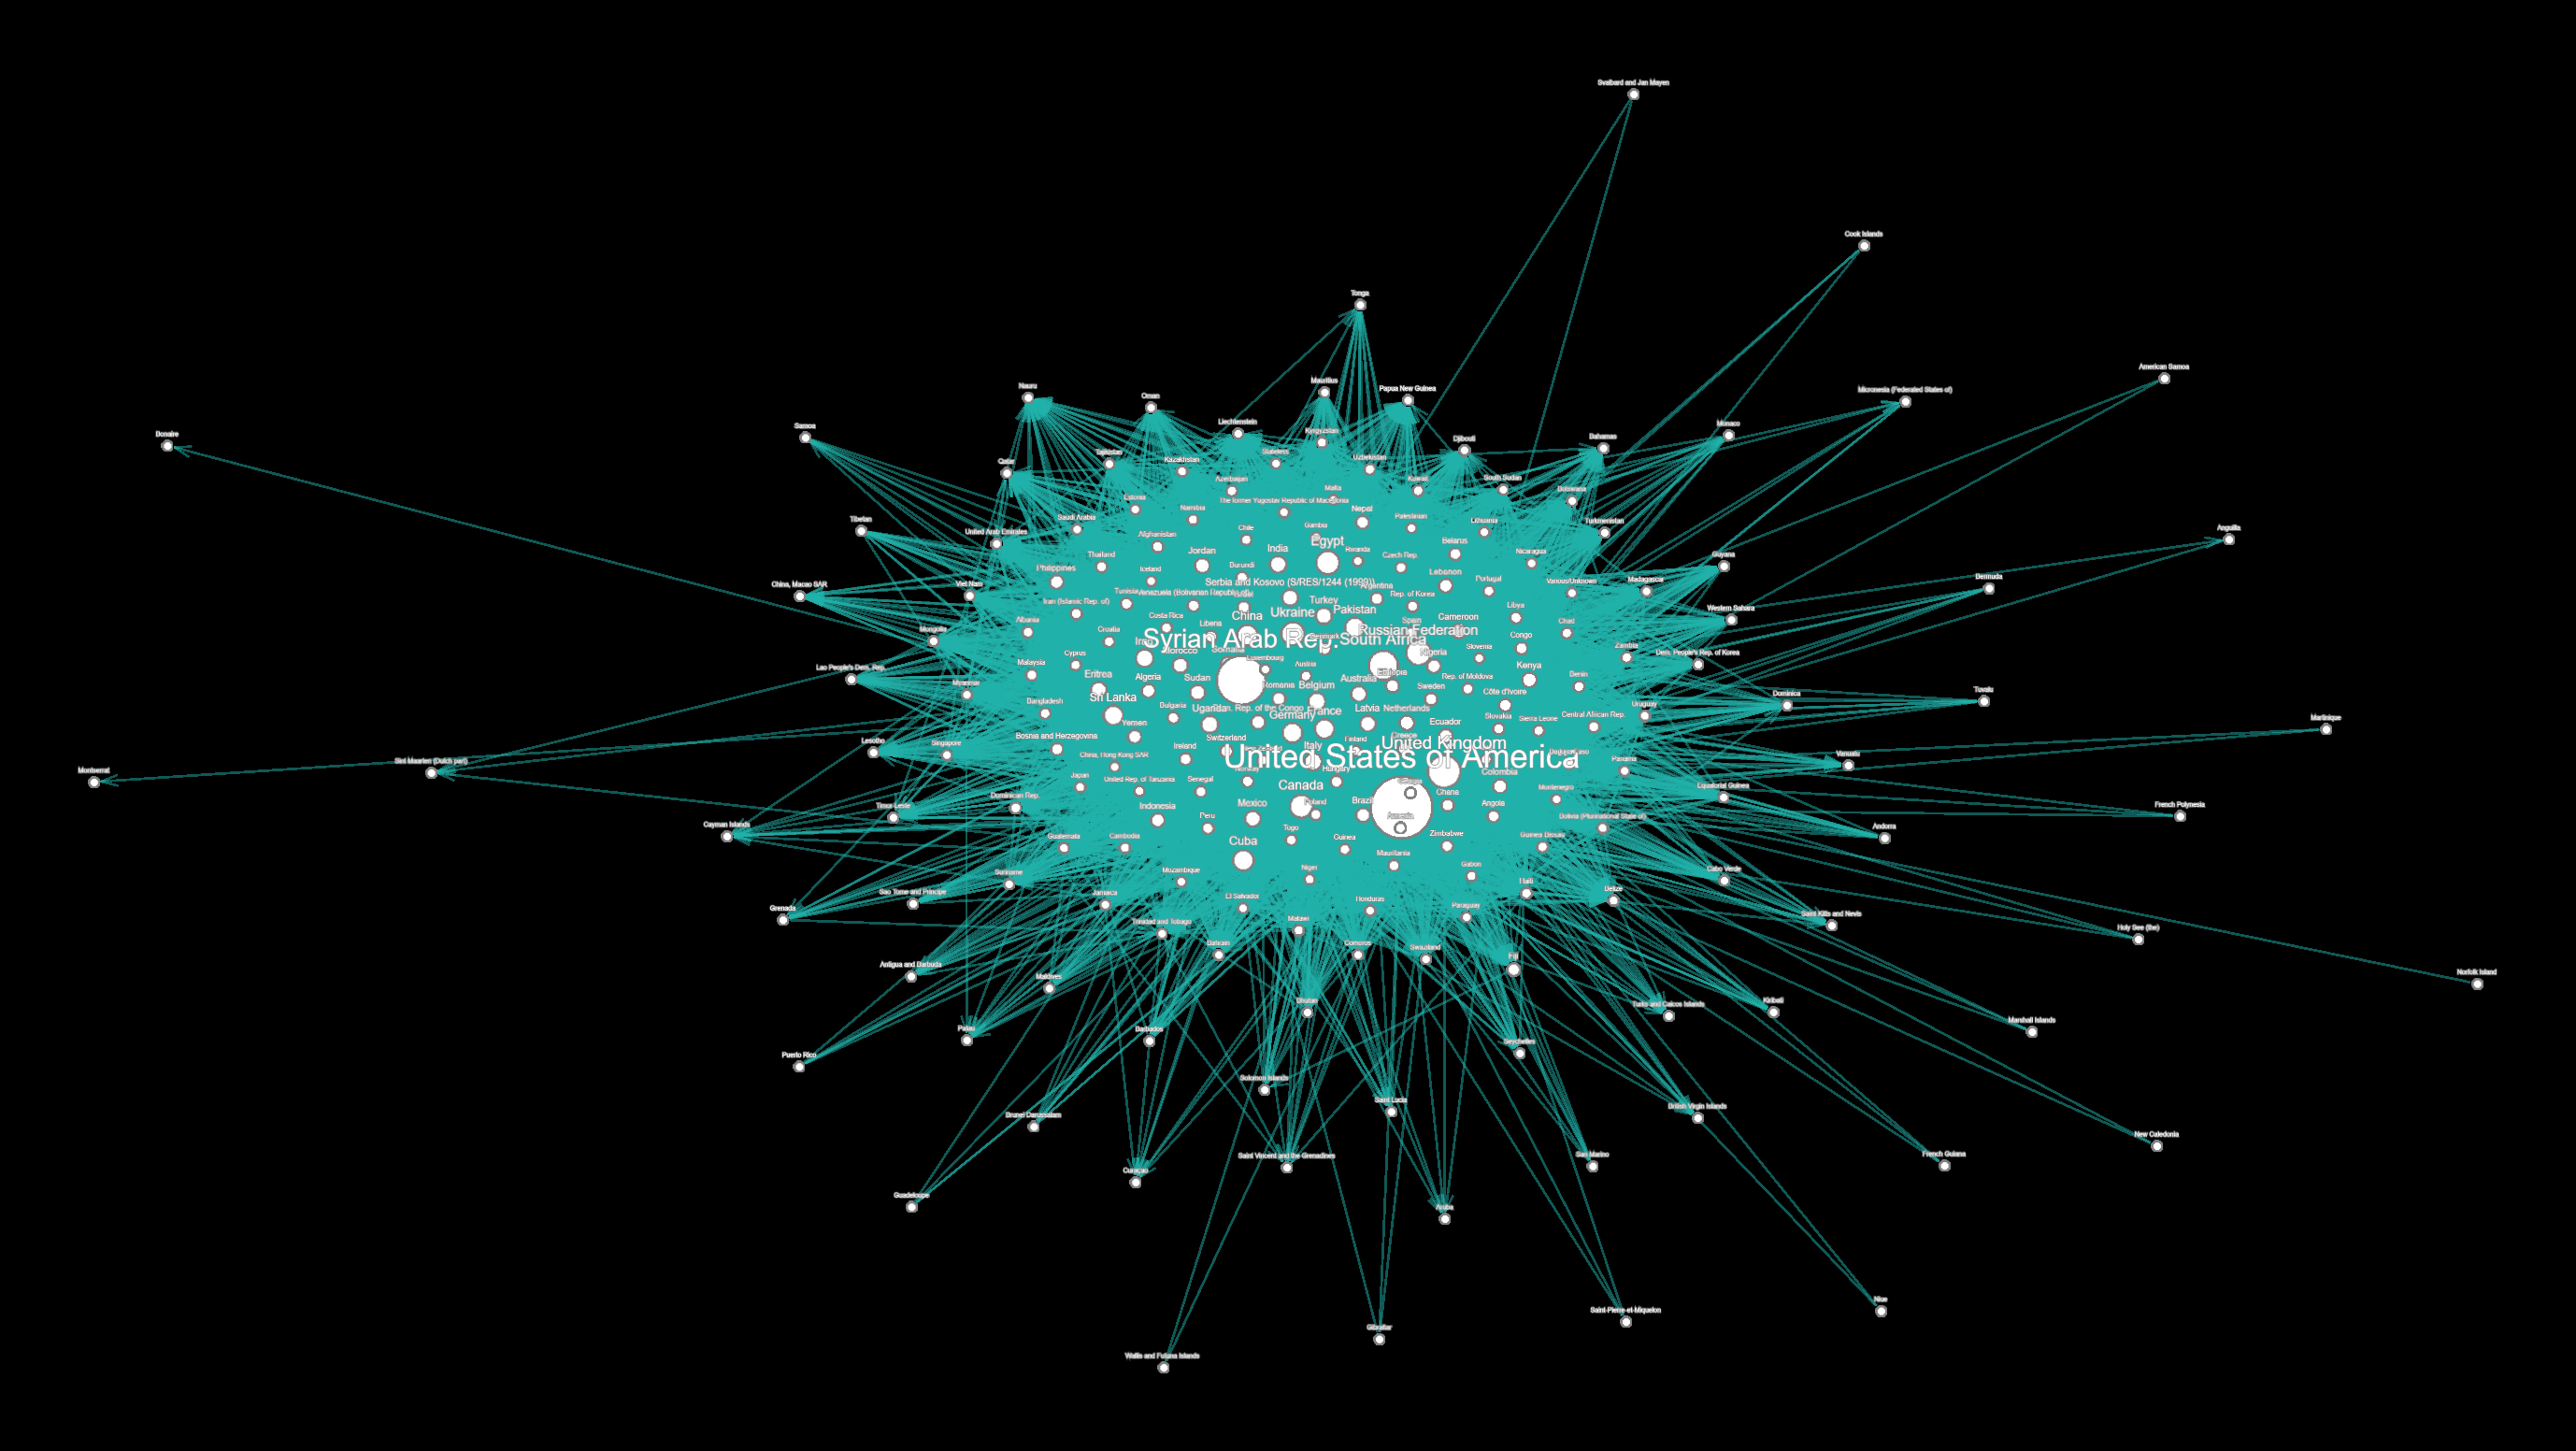 Svalbard and Jan Mayen
Cook Islands
Tonga
American Samoa
Nauru
Oman
Mauritius
Papua New Guinea
Micronesia (Federated States of)
Samoa
Bonaire
Liechtenstein
Kyrgyzstan
Djibouti
Bahamas
Monaco
Qatar
Tajikistan
Kazakhstan
Stateless
Uzbekistan
Azerbaijan
Malta
Kuwait
South Sudan
Botswana
Estonia
The former Yugoslav Republic of Macedonia
Tibetan
United Arab Emirates
Saudi Arabia
Namibia
Nepal
Palestinian
Lithuania
Turkmenistan
Anguilla
Afghanistan
Chile
Gambia
Egypt
Belarus
Thailand
Jordan
India
Rwanda
Czech Rep.
Nicaragua
Guyana
Philippines
Iceland
Burundi
Lebanon
Portugal
Various/Unknown
Madagascar
Bermuda
China, Macao SAR
Viet Nam
Serbia and Kosovo (S/RES/1244 (1999))
Argentina
Rep. of Korea
Iran (Islamic Rep. of)
Tunisia
Venezuela (Bolivarian Republic of)
Turkey
Pakistan
Libya
Western Sahara
Costa Rica
China
Ukraine
Spain
Cameroon
Chad
Albania
Liberia
Russian Federation
Mongolia
Croatia
Iraq
Syrian Arab Rep.
Denmark
South Africa
Congo
Zambia
Cyprus
Morocco
Somalia
Luxembourg
Austria
Nigeria
Slovenia
Dem. People's Rep. of Korea
Lao People's Dem. Rep.
Malaysia
Eritrea
Algeria
Sudan
Ethiopia
Kenya
Myanmar
Romania
Belgium
Australia
Sweden
Rep. of Moldova
Benin
Dominica
Tuvalu
Bangladesh
Sri Lanka
Bulgaria
Uganda
Dem. Rep. of the Congo
Germany
France
Latvia
Netherlands
Côte d'Ivoire
Uruguay
Martinique
Yemen
Ecuador
Slovakia
Sierra Leone
Central African Rep.
Bosnia and Herzegovina
Switzerland
Greece
Lesotho
Singapore
China, Hong Kong SAR
Ireland
Italy
Finland
United Kingdom
United States of America
Vanuatu
Sint Maarten (Dutch part)
Montserrat
Japan
United Rep. of Tanzania
Senegal
Norway
Hungary
Colombia
Panama
Dominican Rep.
Canada
Ghana
Montenegro
Equatorial Guinea
Timor-Leste
Indonesia
Mexico
Poland
Brazil
Angola
French Polynesia
Cayman Islands
Peru
Armenia
Bolivia (Plurinational State of)
Andorra
Guatemala
Cambodia
Cuba
Togo
Guinea
Zimbabwe
Guinea-Bissau
Mauritania
Suriname
Mozambique
Niger
Gabon
Haiti
Cabo Verde
Sao Tome and Principe
Jamaica
El Salvador
Honduras
Paraguay
Belize
Grenada
Trinidad and Tobago
Malawi
Saint Kitts and Nevis
Holy See (the)
Bahrain
Comoros
Swaziland
Fiji
Antigua and Barbuda
Maldives
Norfolk Island
Bhutan
Turks and Caicos Islands
Kiribati
Marshall Islands
Palau
Barbados
Seychelles
Puerto Rico
Solomon Islands
Saint Lucia
British Virgin Islands
Brunei Darussalam
New Caledonia
Saint Vincent and the Grenadines
San Marino
French Guiana
Curaçao
Guadeloupe
Aruba
Niue
Saint-Pierre-et-Miquelon
Gibraltar
Wallis and Futuna Islands